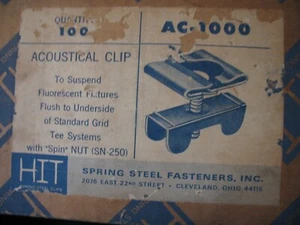 QUANTITY
100
AC-1000
ACOUSTICAL CLIP
To Suspend
Fluorescent Fixtures
Flush to Underside
of Standard Grid
Tee Systems
with "Spin" NUT (SN-250)
HIT
SPRING STEEL FASTENERS, INC.
2016 EAST 22ND STREET • CLEVELAND, OHIO 44115